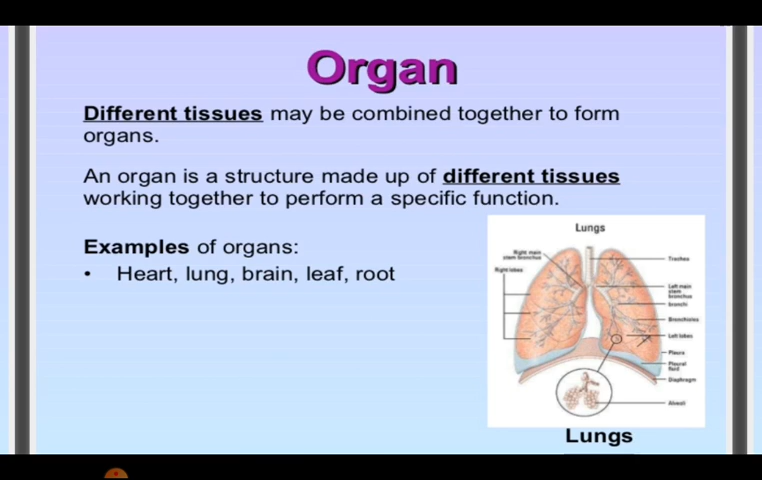 Organ
Different tissues may be combined together to form
organs.
An organ is a structure made up of different tissues
working together to perform a specific function.
Examples of organs:
• Heart, lung, brain, leaf, root
Lungs
Right main
stem bronchus
Right lobes
Trachea
Left main
stem
bronchus
bronchi
Bronchioles
Left lobes
Pleura
Pleural
fluid
Diaphragm
Alveoli
Lungs